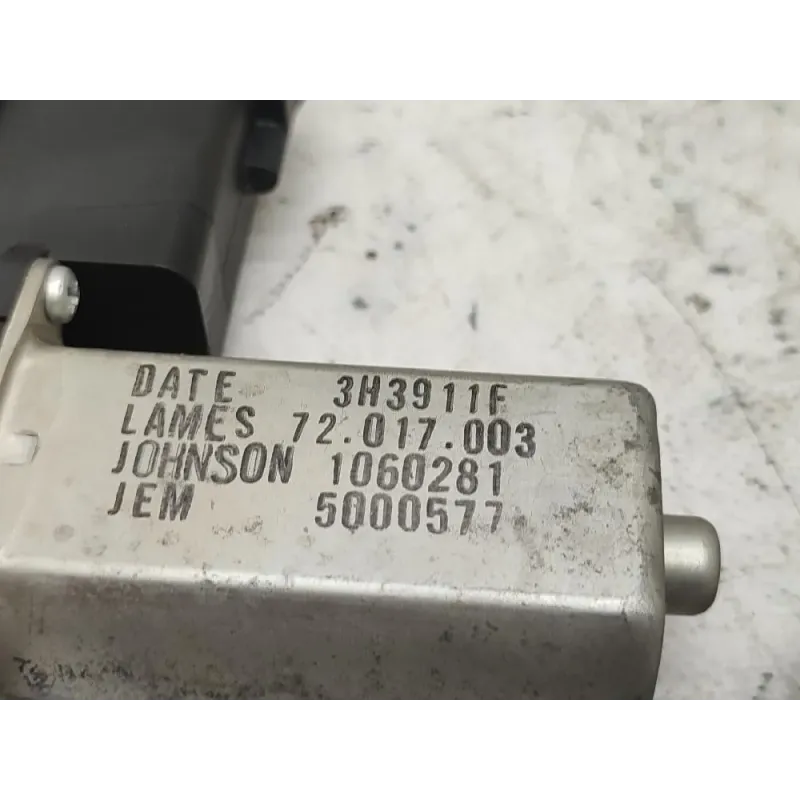 DATE 3H3911F
LAMES 72.017.003
JOHNSON 1060281
JEM 5000577